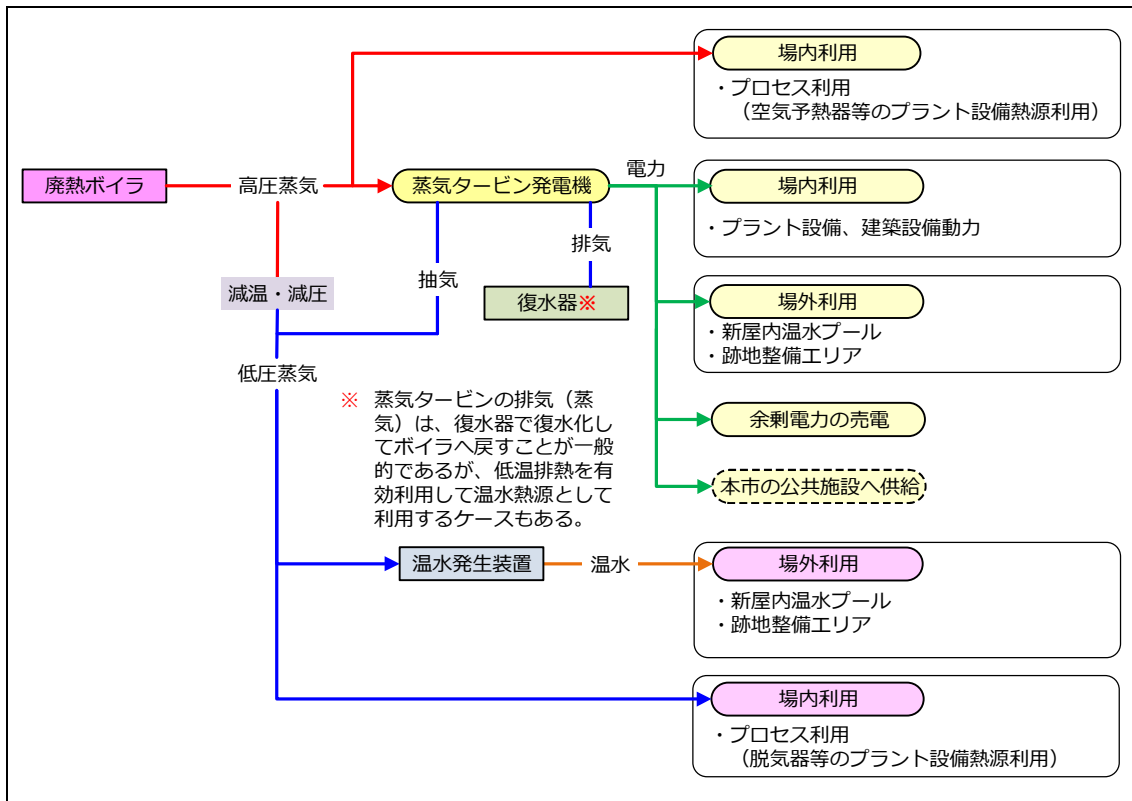 場内利用
・プロセス利用
（空気予熱器等のプラント設備熱源利用）
廃熱ボイラ
高圧蒸気
蒸気タービン発電機
電力
場内利用
・プラント設備、建築設備動力
減温・減圧
抽気
排気
復水器※
場外利用
・新屋内温水プール
・跡地整備エリア
低圧蒸気
※ 蒸気タービンの排気（蒸
気）は、復水器で復水化し
てボイラへ戻すことが一般
的であるが、低温排熱を有
効利用して温水熱源として
利用するケースもある。
余剰電力の売電
本市の公共施設へ供給
温水発生装置
温水
場外利用
・新屋内温水プール
・跡地整備エリア
場内利用
・プロセス利用
（脱気器等のプラント設備熱源利用）